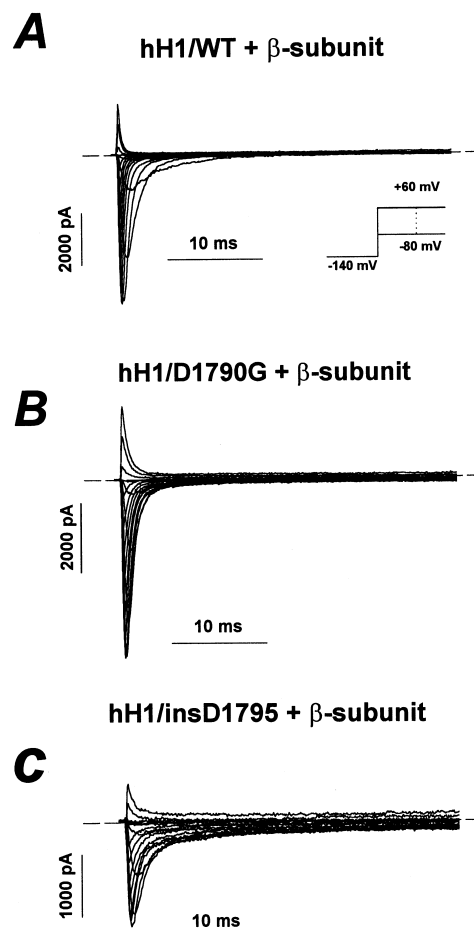 A
hH1/WT + β-subunit
2000 pA
10 ms
+60 mV
-80 mV
-140 mV
hH1/D1790G + β-subunit
B
2000 pA
10 ms
hH1/insD1795 + β-subunit
C
1000 pA
10 ms